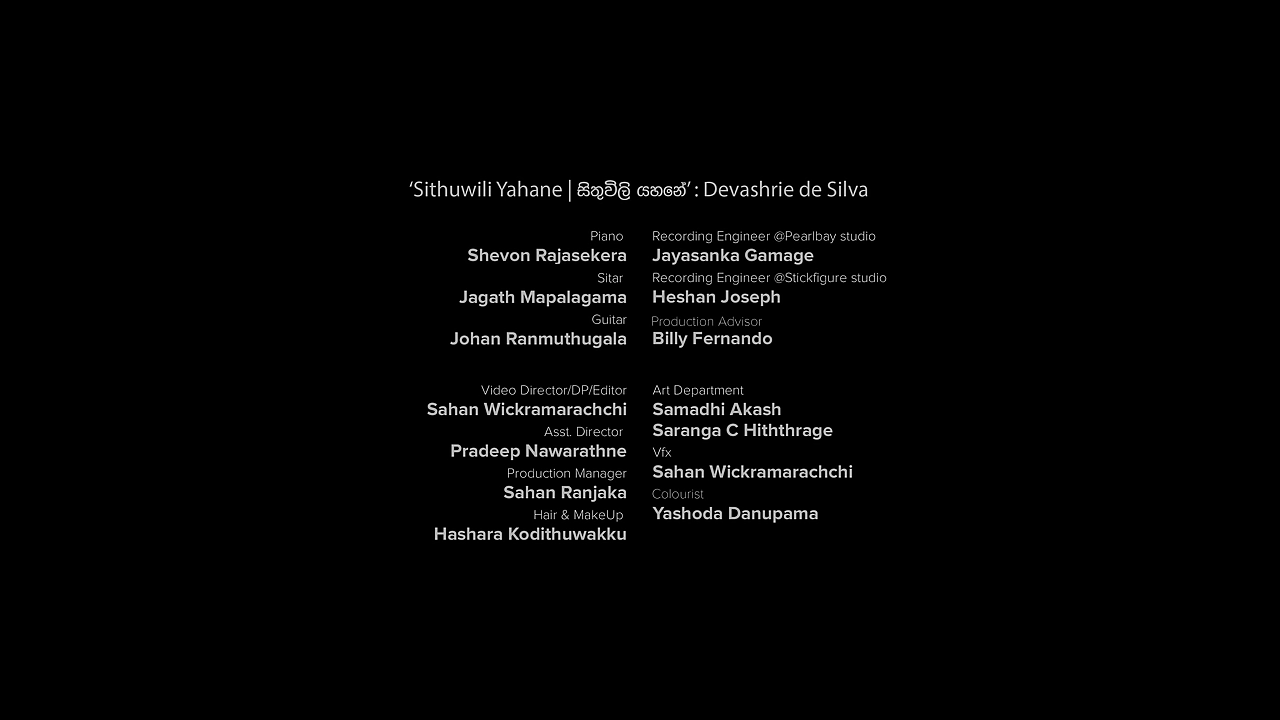 ‘Sithuwili Yahane | සිතුවිලි යහනේ’ : Devashrie de Silva
Piano
Shevon Rajasekera
Sitar
Jagath Mapalagama
Guitar
Johan Ranmuthugala
Recording Engineer @Pearlbay studio
Jayasanka Gamage
Recording Engineer @Stickfigure studio
Heshan Joseph
Production Advisor
Billy Fernando
Video Director/DP/Editor
Sahan Wickramarachchi
Asst. Director
Pradeep Nawarathne
Production Manager
Sahan Ranjaka
Hair & MakeUp
Hashara Kodithuwakku
Art Department
Samadhi Akash
Saranga C Hiththrage
Vfx
Sahan Wickramarachchi
Colourist
Yashoda Danupama